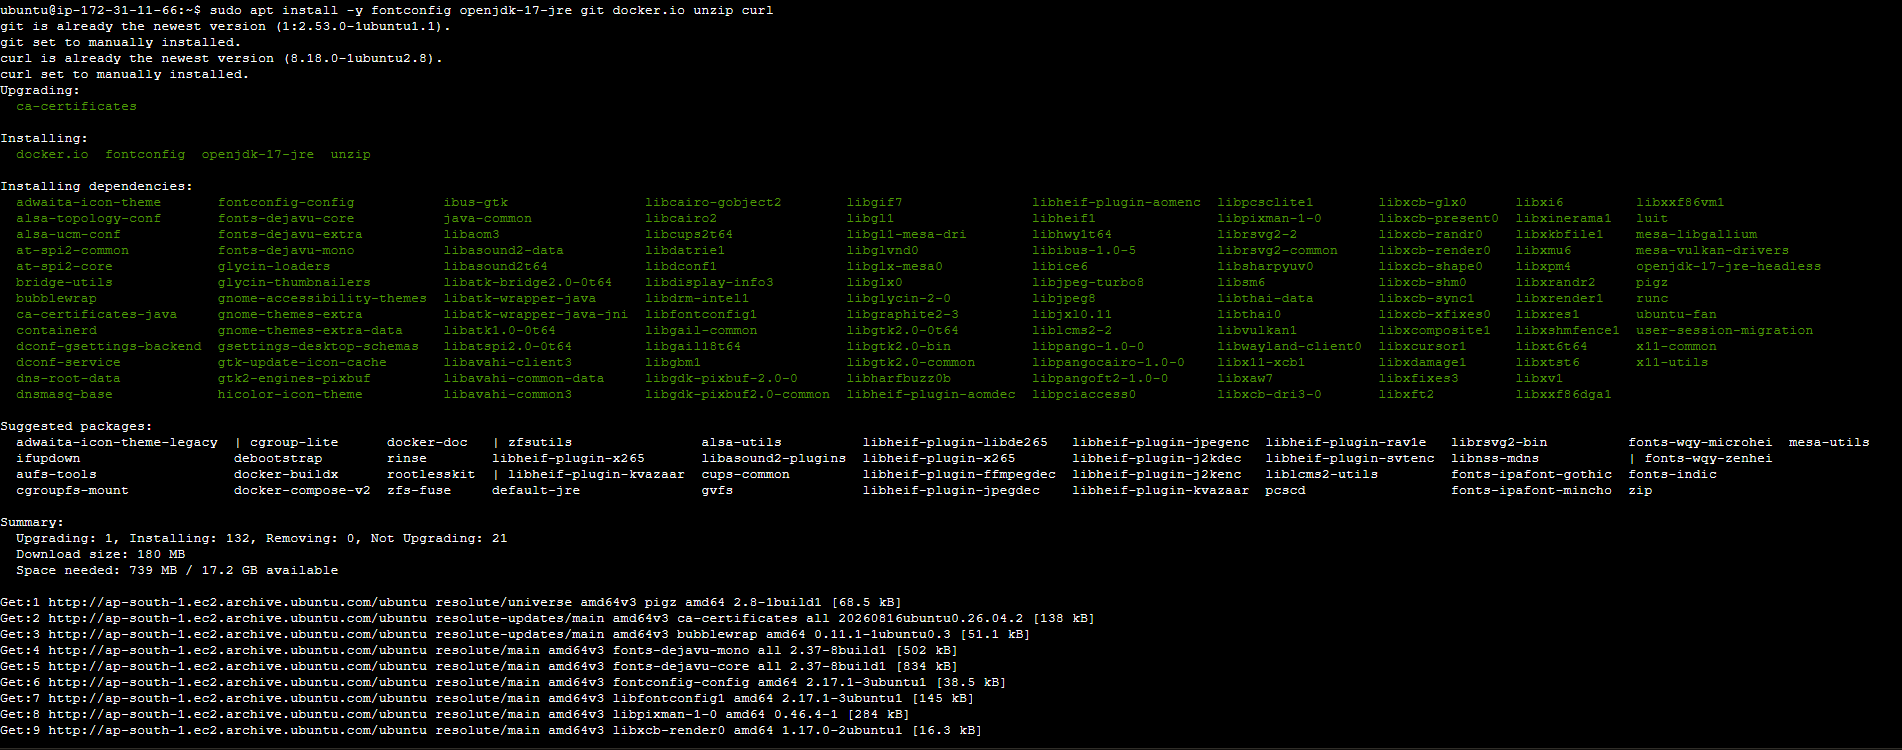 ubuntu@ip-172-31-11-66:~$ sudo apt install -y fontconfig openjdk-17-jre git docker.io unzip curl
git is already the newest version (1:2.53.0-1ubuntu1.1).
git set to manually installed.
curl is already the newest version (8.18.0-1ubuntu2.8).
curl set to manually installed.
Upgrading:
  ca-certificates

Installing:
  docker.io  fontconfig  openjdk-17-jre  unzip

Installing dependencies:
  adwaita-icon-theme       fontconfig-config           ibus-gtk                 libcairo-gobject2       libgif7                libheif-plugin-aomenc  libpcsclite1        libxcb-glx0      libxi6         libxxf86vm1
  alsa-topology-conf       fonts-dejavu-core           java-common              libcairo2               libgl1                 libheif1               libpixman-1-0       libxcb-present0  libxinerama1   luit
  alsa-ucm-conf            fonts-dejavu-extra          libaom3                  libcups2t64             libgl1-mesa-dri        libhwy1t64             librsvg2-2          libxcb-randr0    libxkbfile1    mesa-libgallium
  at-spi2-common           fonts-dejavu-mono           libasound2-data          libdatrie1              libglvnd0              libibus-1.0-5          librsvg2-common     libxcb-render0   libxmu6        mesa-vulkan-drivers
  at-spi2-core             glycin-loaders              libasound2t64            libdconf1               libglx-mesa0           libice6                libsharpyuv0        libxcb-shape0    libxpm4        openjdk-17-jre-headless
  bridge-utils             glycin-thumbnailers         libatk-bridge2.0-0t64    libdisplay-info3        libglx0                libjpeg-turbo8         libsm6              libxcb-shm0      libxrandr2     pigz
  bubblewrap               gnome-accessibility-themes  libatk-wrapper-java      libdrm-intel1           libglycin-2-0          libjpeg8               libthai-data        libxcb-sync1     libxrender1    runc
  ca-certificates-java     gnome-themes-extra          libatk-wrapper-java-jni  libfontconfig1          libgraphite2-3         libjxl0.11             libthai0            libxcb-xfixes0   libxres1       ubuntu-fan
  containerd               gnome-themes-extra-data     libatk1.0-0t64           libgail-common          libgtk2.0-0t64         liblcms2-2             libvulkan1          libxcomposite1   libxshmfence1  user-session-migration
  dconf-gsettings-backend  gsettings-desktop-schemas   libatspi2.0-0t64         libgail18t64            libgtk2.0-bin          libpango-1.0-0         libwayland-client0  libxcursor1      libxt6t64      x11-common
  dconf-service            gtk-update-icon-cache       libavahi-client3         libgbm1                 libgtk2.0-common       libpangocairo-1.0-0    libx11-xcb1         libxdamage1      libxtst6       x11-utils
  dns-root-data            gtk2-engines-pixbuf         libavahi-common-data     libgdk-pixbuf-2.0-0     libharfbuzz0b          libpangoft2-1.0-0      libxaw7             libxfixes3       libxv1
  dnsmasq-base             hicolor-icon-theme          libavahi-common3         libgdk-pixbuf2.0-common  libheif-plugin-aomdec  libpciaccess0          libxcb-dri3-0       libxft2          libxxf86dga1

Suggested packages:
  adwaita-icon-theme-legacy  | cgroup-lite      docker-doc   | zfsutils                 alsa-utils          libheif-plugin-libde265   libheif-plugin-jpegenc  libheif-plugin-rav1e   librsvg2-bin         fonts-wqy-microhei  mesa-utils
  ifupdown                   debootstrap        rinse        libheif-plugin-x265        libasound2-plugins  libheif-plugin-x265       libheif-plugin-j2kdec   libheif-plugin-svtenc  libnss-mdns          | fonts-wqy-zenhei
  aufs-tools                 docker-buildx      rootlesskit  | libheif-plugin-kvazaar   cups-common         libheif-plugin-ffmpegdec  libheif-plugin-j2kenc   liblcms2-utils         fonts-ipafont-gothic  fonts-indic
  cgroupfs-mount             docker-compose-v2  zfs-fuse     default-jre                gvfs                libheif-plugin-jpegdec    libheif-plugin-kvazaar  pcscd                  fonts-ipafont-mincho  zip

Summary:
  Upgrading: 1, Installing: 132, Removing: 0, Not Upgrading: 21
  Download size: 180 MB
  Space needed: 739 MB / 17.2 GB available

Get:1 http://ap-south-1.ec2.archive.ubuntu.com/ubuntu resolute/universe amd64v3 pigz amd64 2.8-1build1 [68.5 kB]
Get:2 http://ap-south-1.ec2.archive.ubuntu.com/ubuntu resolute-updates/main amd64v3 ca-certificates all 20260816ubuntu0.26.04.2 [138 kB]
Get:3 http://ap-south-1.ec2.archive.ubuntu.com/ubuntu resolute-updates/main amd64v3 bubblewrap amd64 0.11.1-1ubuntu0.3 [51.1 kB]
Get:4 http://ap-south-1.ec2.archive.ubuntu.com/ubuntu resolute/main amd64v3 fonts-dejavu-mono all 2.37-8build1 [502 kB]
Get:5 http://ap-south-1.ec2.archive.ubuntu.com/ubuntu resolute/main amd64v3 fonts-dejavu-core all 2.37-8build1 [834 kB]
Get:6 http://ap-south-1.ec2.archive.ubuntu.com/ubuntu resolute/main amd64v3 fontconfig-config amd64 2.17.1-3ubuntu1 [38.5 kB]
Get:7 http://ap-south-1.ec2.archive.ubuntu.com/ubuntu resolute/main amd64v3 libfontconfig1 amd64 2.17.1-3ubuntu1 [145 kB]
Get:8 http://ap-south-1.ec2.archive.ubuntu.com/ubuntu resolute/main amd64v3 libpixman-1-0 amd64 0.46.4-1 [284 kB]
Get:9 http://ap-south-1.ec2.archive.ubuntu.com/ubuntu resolute/main amd64v3 libxcb-render0 amd64 1.17.0-2ubuntu1 [16.3 kB]